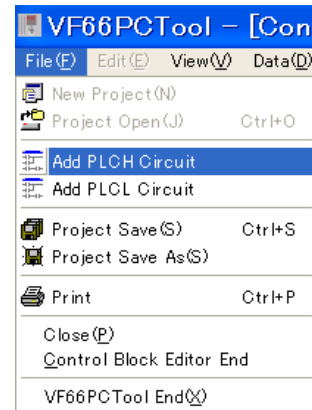 VF66PCTool - [Con
File(F) Edit(E) View(V) Data(D)
New Project(N)
Project Open(J) Ctrl+O
Add PLCH Circuit
Add PLCL Circuit
Project Save(S) Ctrl+S
Project Save As(S)
Print Ctrl+P
Close(P)
Control Block Editor End
VF66PCTool End(X)